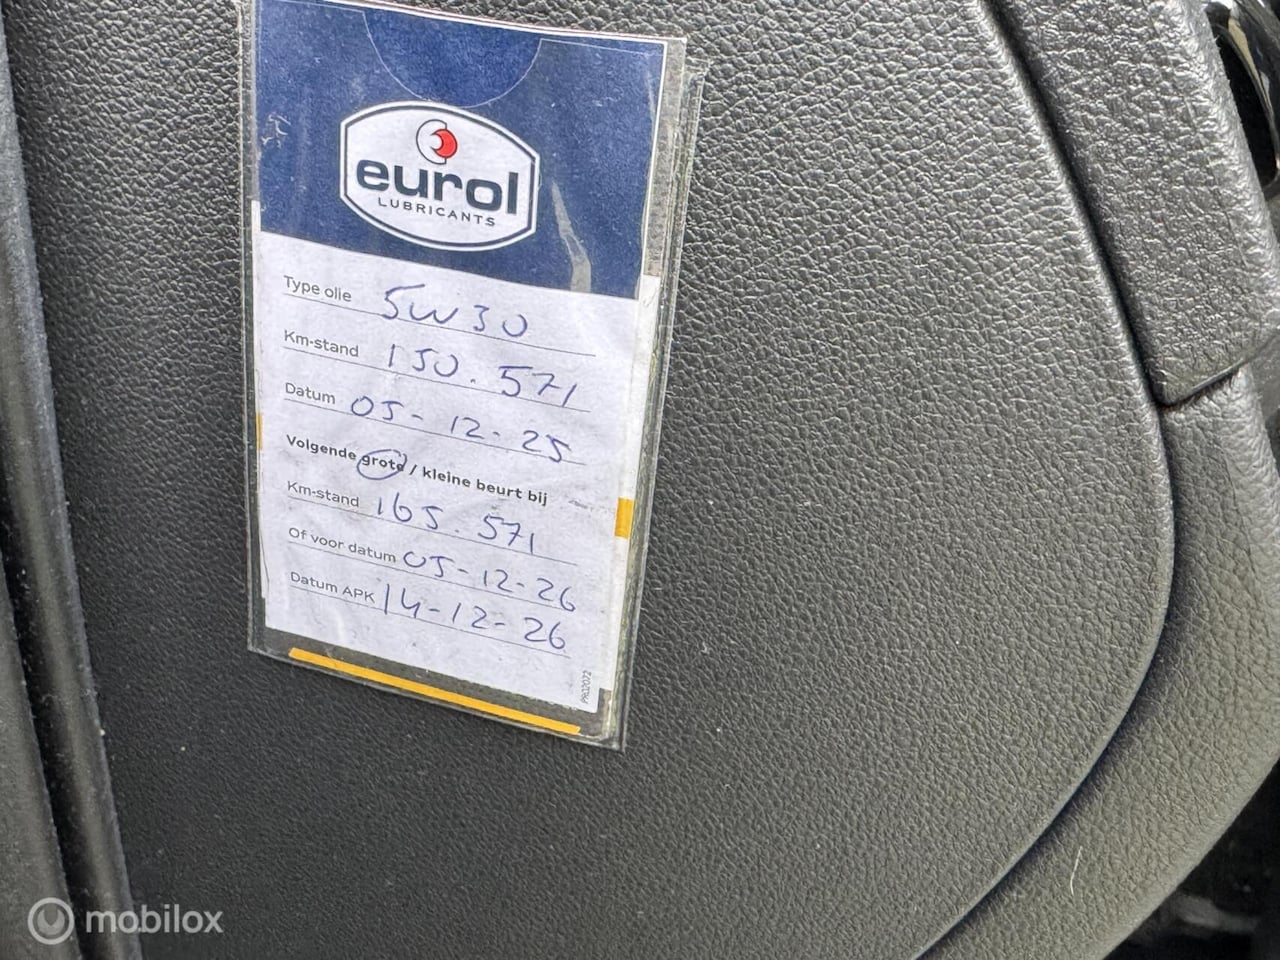 eurol
LUBRICANTS
Type olie 5W30
Km-stand 150.571
Datum 05-12-25
Volgende grote / kleine beurt bij
Km-stand 165.571
Of voor datum 05-12-26
Datum APK 14-12-26
PR02072
mobilox